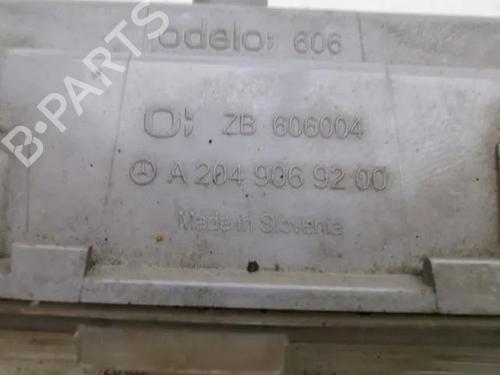 odelo 606
ZB 606004
A 204 906 92 00
Made in Slovenia
B-PARTS